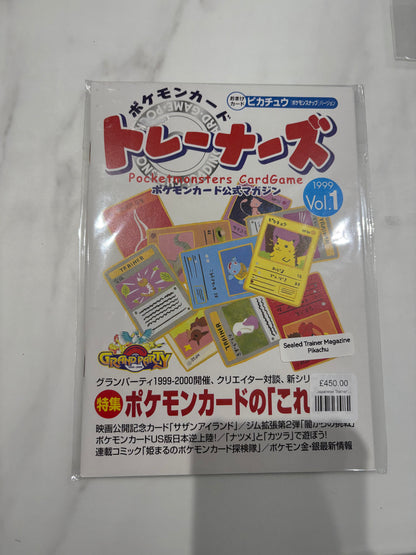 おまけカード ピカチュウ「ポケモンスナップ」バージョン
ポケモンカード
トレーナーズ
Pocketmonsters CardGame
ポケモンカード公式マガジン
1999
Vol.1
TRAINER
TRAINER
Sealed Trainer Magazine
Pikachu
GRAND PARTY
£450.00
グランパーティ1999-2000開催、クリエイター対談、新シリ
特集 ポケモンカードの「これ
映画公開記念カード「サザンアイランド」/ジム拡張第2弾「闇からの挑戦」
ポケモンカードUS版日本逆上陸!/「ナツメ」と「カツラ」で遊ぼう!
連載コミック「姫まるのポケモンカード探検隊」/ポケモン金・銀最新情報